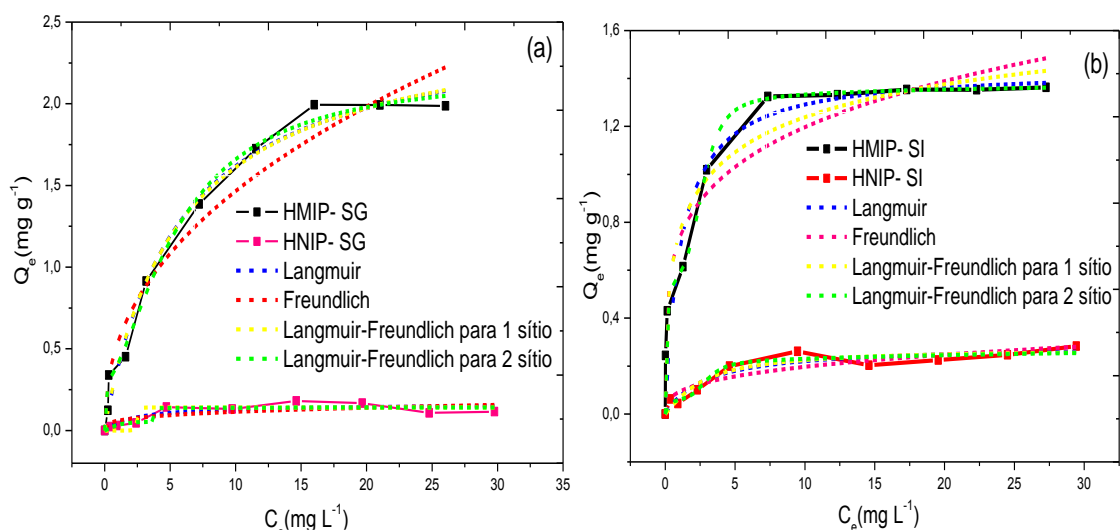 (a)
2,5
2,0
1,5
1,0
0,5
0,0
Qe(mg g-1)
HMIP- SG
HNIP- SG
Langmuir
Freundlich
Langmuir-Freundlich para 1 sítio
Langmuir-Freundlich para 2 sítio
0 5 10 15 20 25 30 35
Ce(mg L-1)
(b)
1,6
1,2
0,8
0,4
0,0
Qe(mg g-1)
HMIP- SI
HNIP- SI
Langmuir
Freundlich
Langmuir-Freundlich para 1 sítio
Langmuir-Freundlich para 2 sítio
0 5 10 15 20 25 30
Ce(mg L-1)